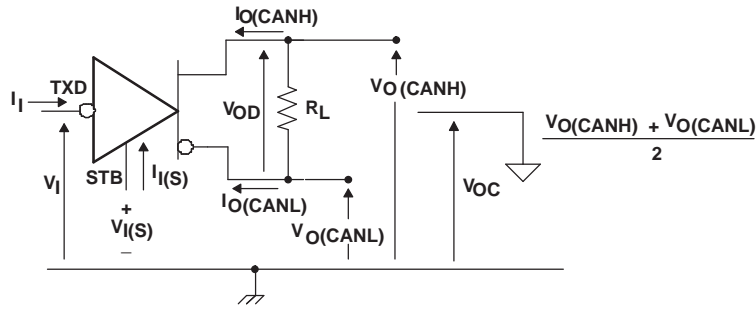 IO(CANH)
TXD
II
VOD
RL
VO(CANH)
VO(CANH) + VO(CANL)
2
VI
STB
II(S)
IO(CANL)
VOC
+
VI(S)
–
VO(CANL)